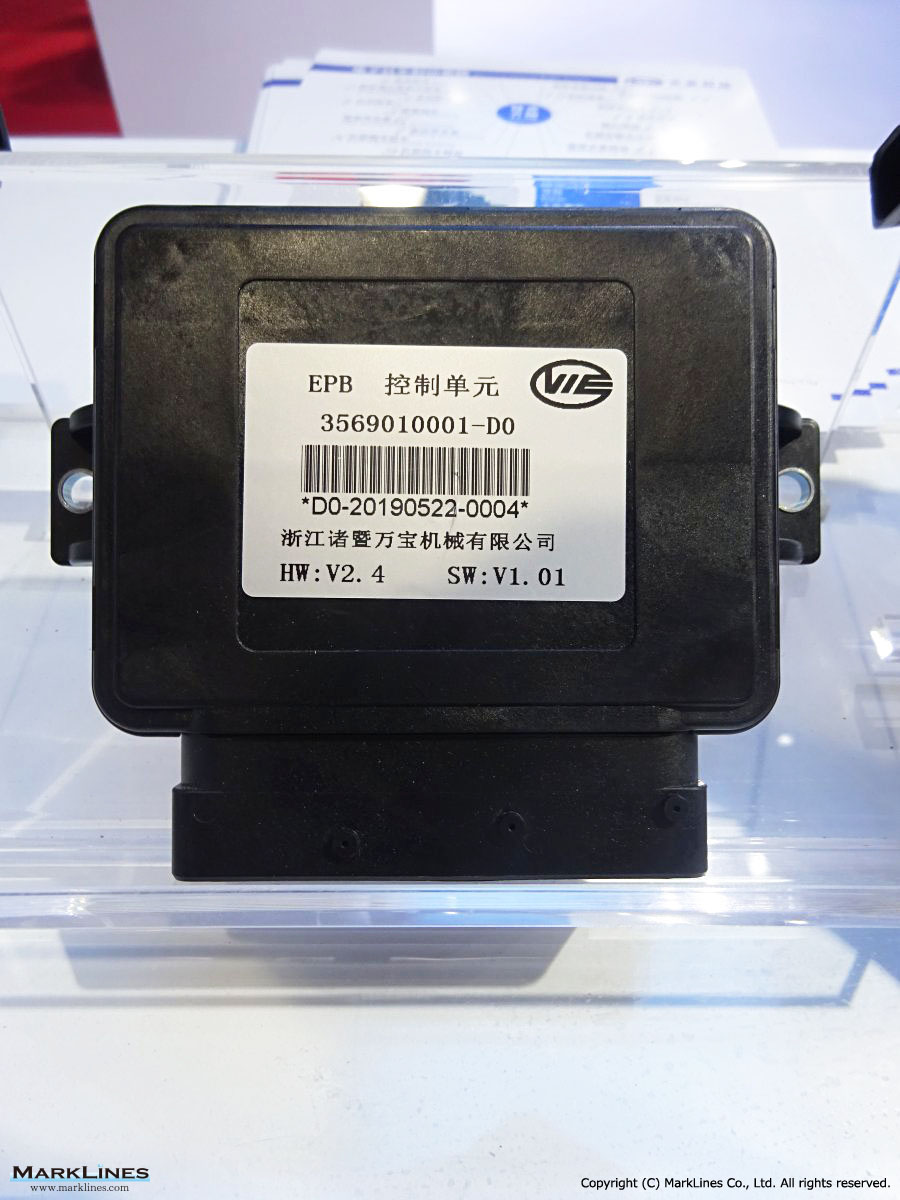 EPB 控制单元
VIE
3569010001-D0
*D0-20190522-0004*
浙江诸暨万宝机械有限公司
HW:V2.4 SW:V1.01
MARKLINES
www.marklines.com
Copyright (C) MarkLines Co., Ltd. All rights reserved.